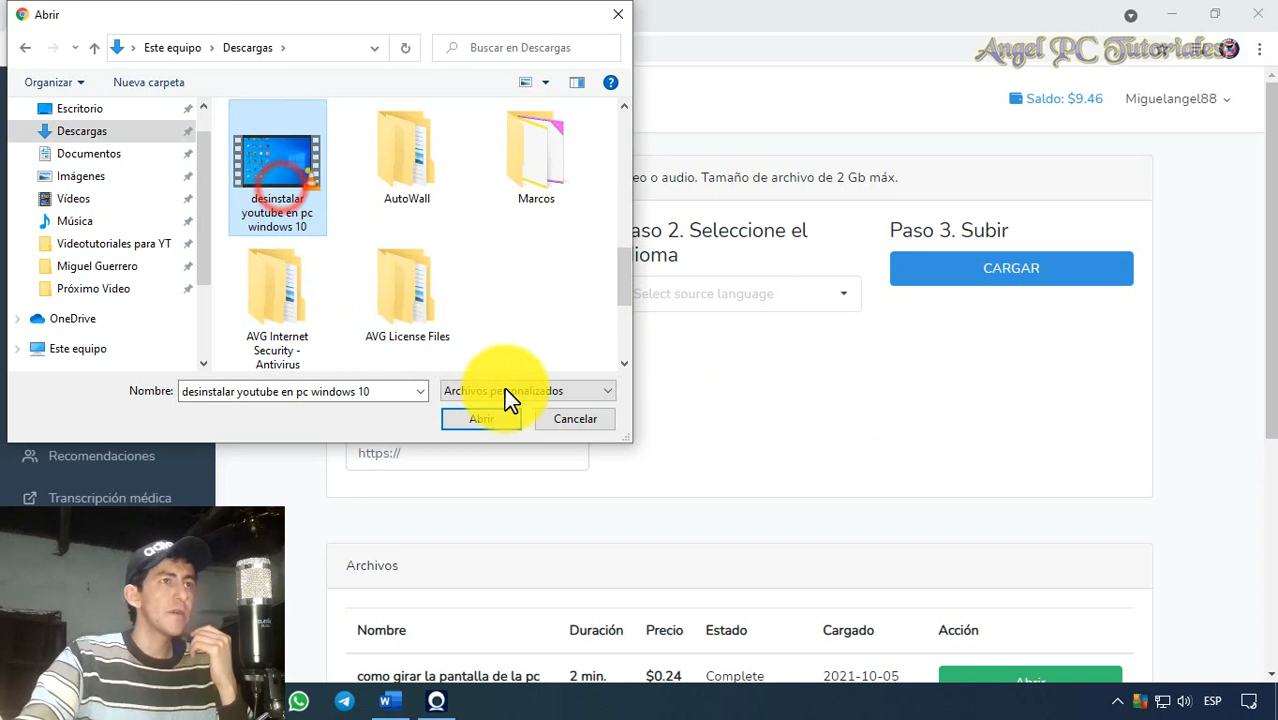 Abrir
Este equipo
Descargas
Buscar en Descargas
Angel PC Tutoriales
Organizar
Nueva carpeta
Escritorio
Descargas
Documentos
Imágenes
Vídeos
Música
Videotutoriales para YT
Miguel Guerrero
Próximo Video
OneDrive
Este equipo
desinstalar
youtube en pc
windows 10
AutoWall
Marcos
AVG Internet
Security -
Antivirus
AVG License Files
Nombre:
desinstalar youtube en pc windows 10
Archivos personalizados
Abrir
Cancelar
Saldo: $9.46
Miguelangel88
eo o audio. Tamaño de archivo de 2 Gb máx.
aso 2. Seleccione el
dioma
Select source language
Paso 3. Subir
CARGAR
https://
Recomendaciones
Transcripción médica
Archivos
Nombre
Duración
Precio
Estado
Cargado
Acción
como girar la pantalla de la pc
2 min.
$0.24
Complete
2021-10-05
Abrir
ESP